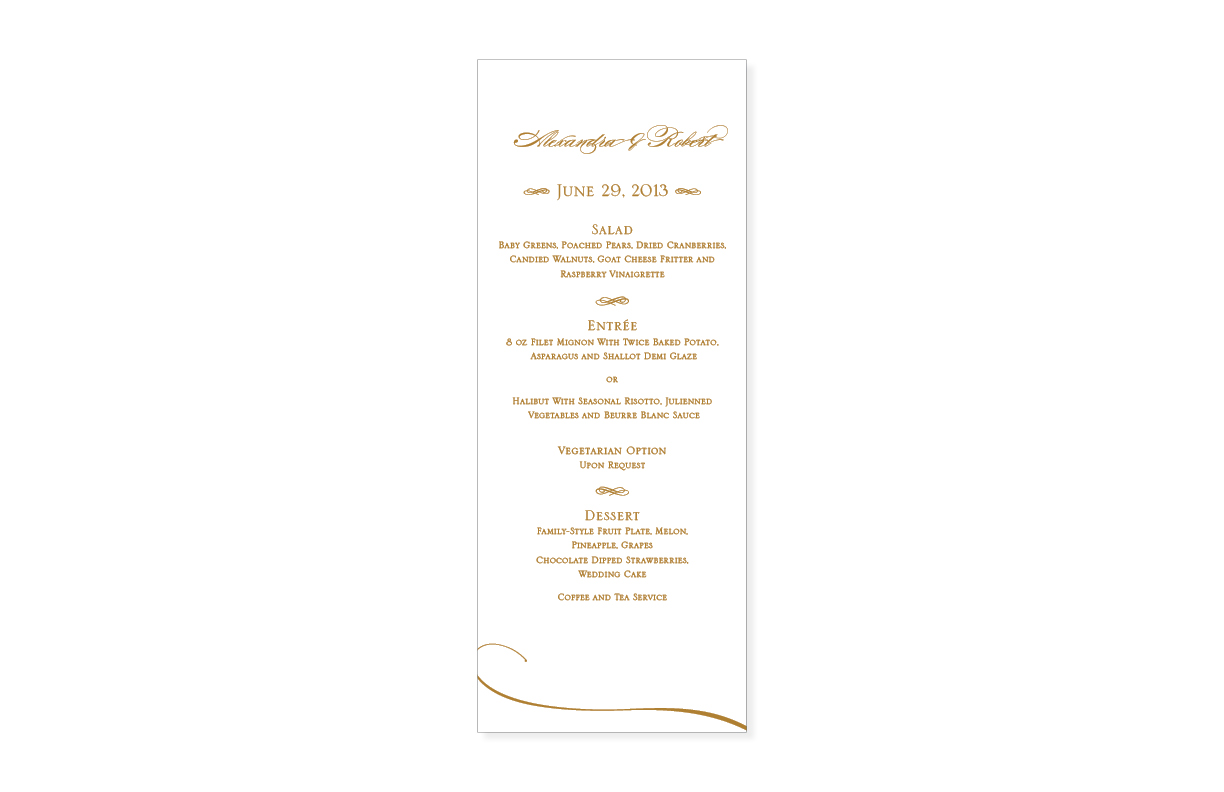 Alexandra & Robert
June 29, 2013
Salad
Baby Greens, Poached Pears, Dried Cranberries,
Candied Walnuts, Goat Cheese Fritter and
Raspberry Vinaigrette
Entrée
8 oz Filet Mignon With Twice Baked Potato,
Asparagus and Shallot Demi Glaze
or
Halibut With Seasonal Risotto, Julienned
Vegetables and Beurre Blanc Sauce
Vegetarian Option
Upon Request
Dessert
Family-Style Fruit Plate, Melon,
Pineapple, Grapes
Chocolate Dipped Strawberries,
Wedding Cake
Coffee and Tea Service